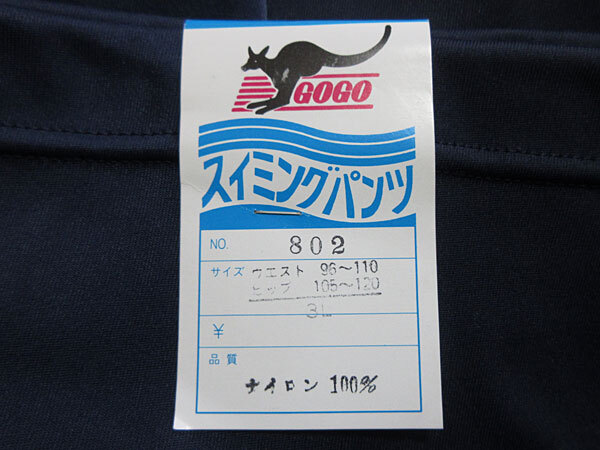 GOGO
スイミングパンツ
NO. 802
サイズ ウエスト 96〜110
ヒップ 105〜120
3L
¥
品質
ナイロン 100%